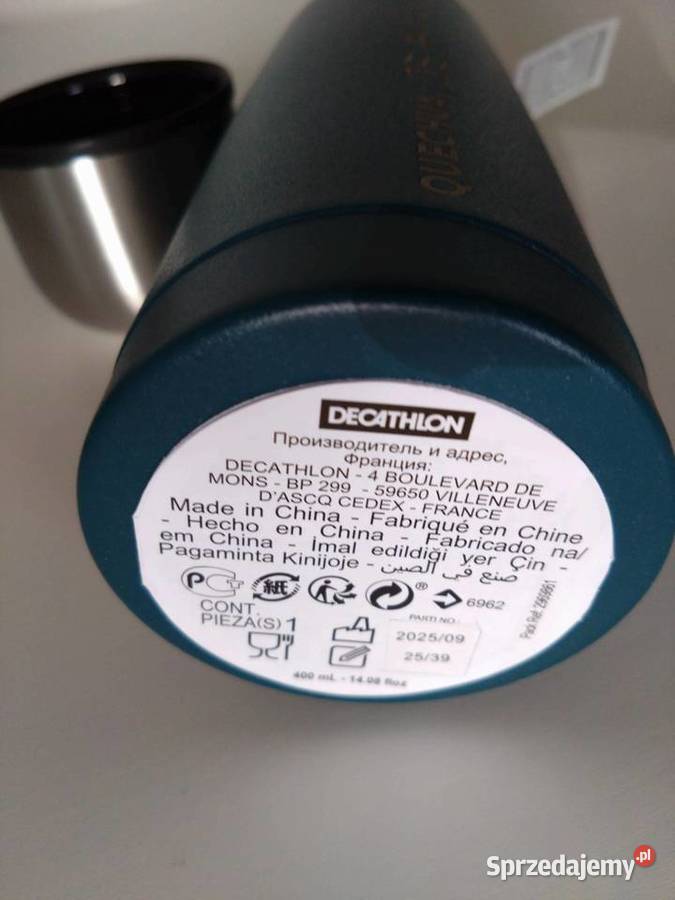 QUECHUA
DECATHLON
Производитель и адрес,
Франция:
DECATHLON - 4 BOULEVARD DE
MONS - BP 299 - 59650 VILLENEUVE
D'ASCQ CEDEX - FRANCE
Made in China - Fabriqué en Chine
- Hecho en China - Fabricado na/
em China - İmal edildiği yer Çin -
Pagaminta Kinijoje - صنع في الصين
紙
® 6962
CONT.
PIEZA(S) 1
PARTI NO:
2025/09
25/39
400 mL - 14.08 floz
Sprzedajemy.pl